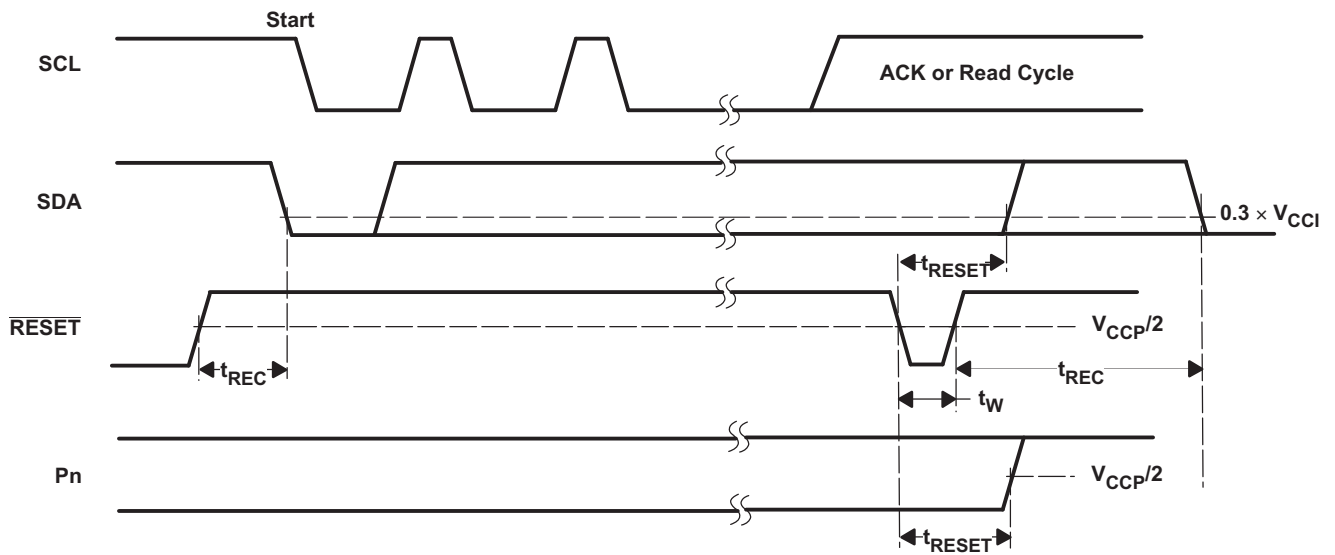 Start
SCL
ACK or Read Cycle
SDA
0.3 × VCCI
tRESET
RESET
VCCP/2
tREC
tREC
tW
Pn
VCCP/2
tRESET